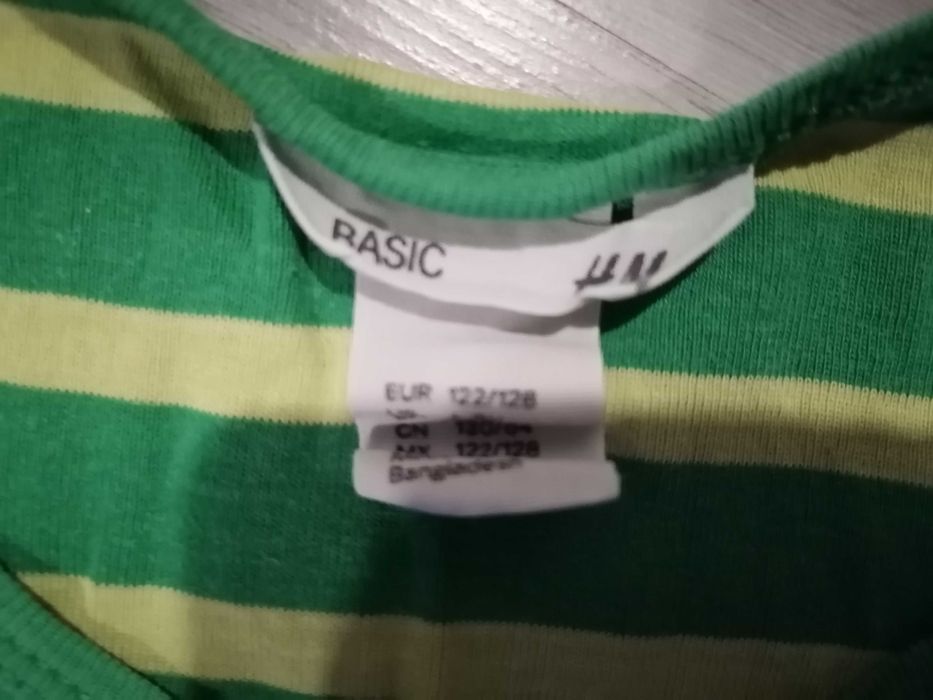 BASIC
H&M
EUR 122/128
CN 130/64
MX 122/128
Bangladesh